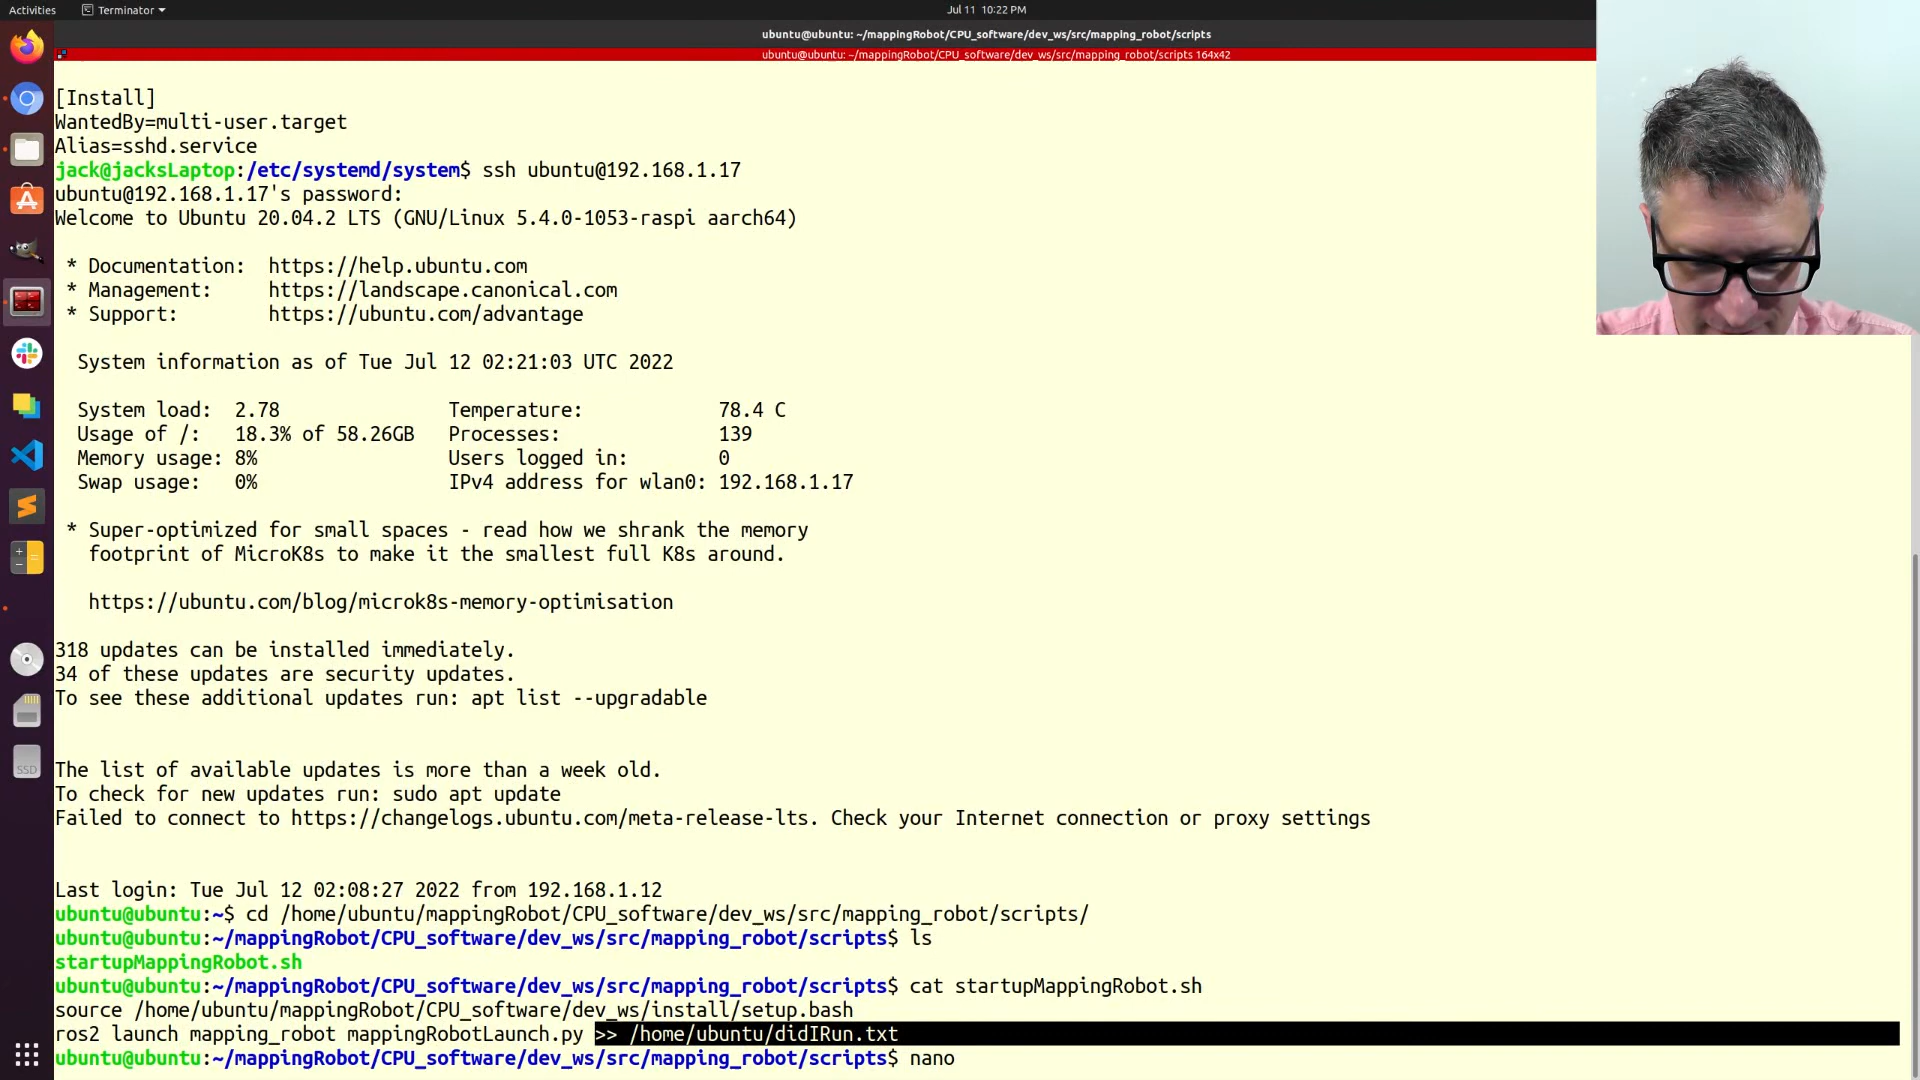 Activities
Terminator
Jul 11 10:22 PM
ubuntu@ubuntu: ~/mappingRobot/CPU_software/dev_ws/src/mapping_robot/scripts
ubuntu@ubuntu: ~/mappingRobot/CPU_software/dev_ws/src/mapping_robot/scripts 164x42
[Install]
WantedBy=multi-user.target
Alias=sshd.service
jack@jacksLaptop:/etc/systemd/system$ ssh ubuntu@192.168.1.17
ubuntu@192.168.1.17's password:
Welcome to Ubuntu 20.04.2 LTS (GNU/Linux 5.4.0-1053-raspi aarch64)
* Documentation: https://help.ubuntu.com
* Management: https://landscape.canonical.com
* Support: https://ubuntu.com/advantage
System information as of Tue Jul 12 02:21:03 UTC 2022
System load: 2.78 Temperature: 78.4 C
Usage of /: 18.3% of 58.26GB Processes: 139
Memory usage: 8% Users logged in: 0
Swap usage: 0% IPv4 address for wlan0: 192.168.1.17
* Super-optimized for small spaces - read how we shrank the memory
footprint of MicroK8s to make it the smallest full K8s around.
https://ubuntu.com/blog/microk8s-memory-optimisation
318 updates can be installed immediately.
34 of these updates are security updates.
To see these additional updates run: apt list --upgradable
The list of available updates is more than a week old.
To check for new updates run: sudo apt update
Failed to connect to https://changelogs.ubuntu.com/meta-release-lts. Check your Internet connection or proxy settings
Last login: Tue Jul 12 02:08:27 2022 from 192.168.1.12
ubuntu@ubuntu:~$ cd /home/ubuntu/mappingRobot/CPU_software/dev_ws/src/mapping_robot/scripts/
ubuntu@ubuntu:~/mappingRobot/CPU_software/dev_ws/src/mapping_robot/scripts$ ls
startupMappingRobot.sh
ubuntu@ubuntu:~/mappingRobot/CPU_software/dev_ws/src/mapping_robot/scripts$ cat startupMappingRobot.sh
source /home/ubuntu/mappingRobot/CPU_software/dev_ws/install/setup.bash
ros2 launch mapping_robot mappingRobotLaunch.py >> /home/ubuntu/didIRun.txt
ubuntu@ubuntu:~/mappingRobot/CPU_software/dev_ws/src/mapping_robot/scripts$ nano
SSD